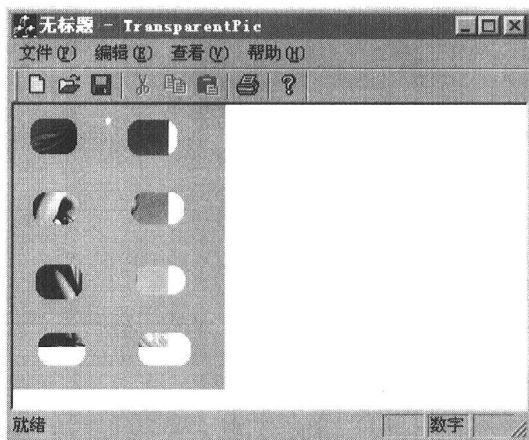 无标题 - TransparentPic
文件(F) 编辑(E) 查看(V) 帮助(H)
就绪 数字